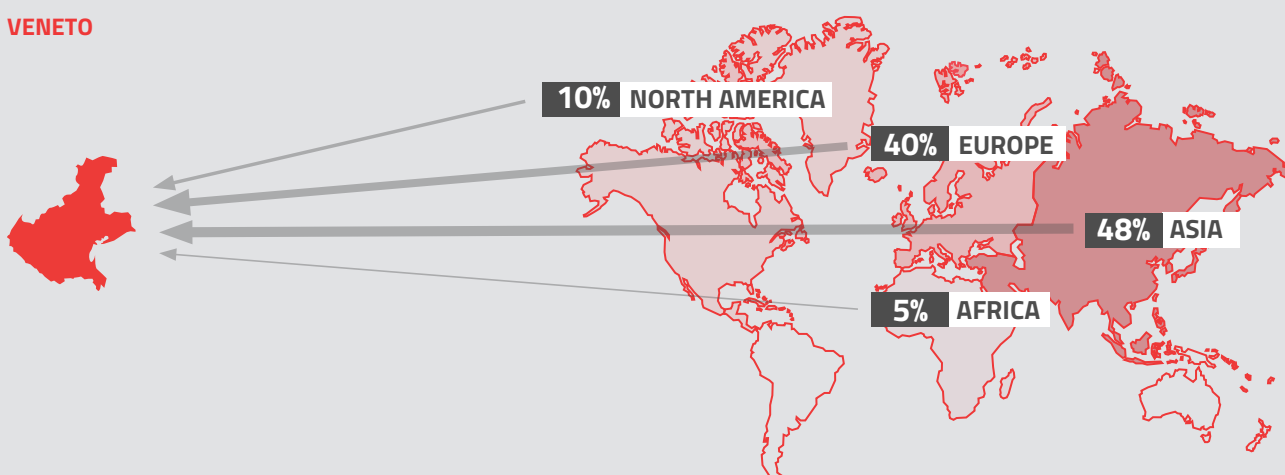 VENETO
10% NORTH AMERICA
40% EUROPE
48% ASIA
5% AFRICA